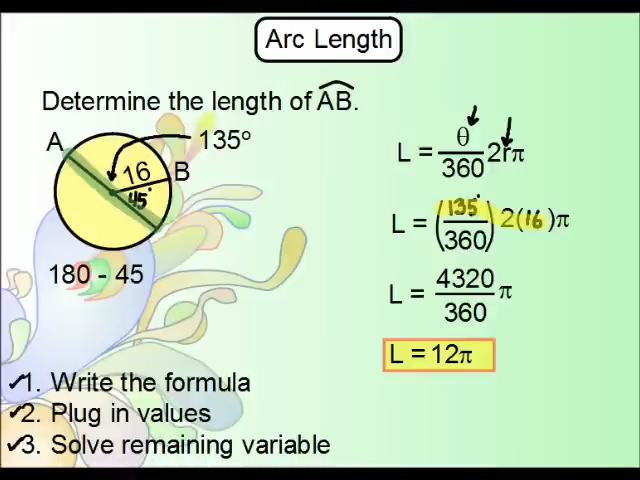 Arc Length
Determine the length of AB.
A
135°
16
B
45°
180 - 45
L = θ/360 2rπ
L = (135°/360) 2(16)π
L = 4320/360 π
L = 12π
✓1. Write the formula
✓2. Plug in values
✓3. Solve remaining variable